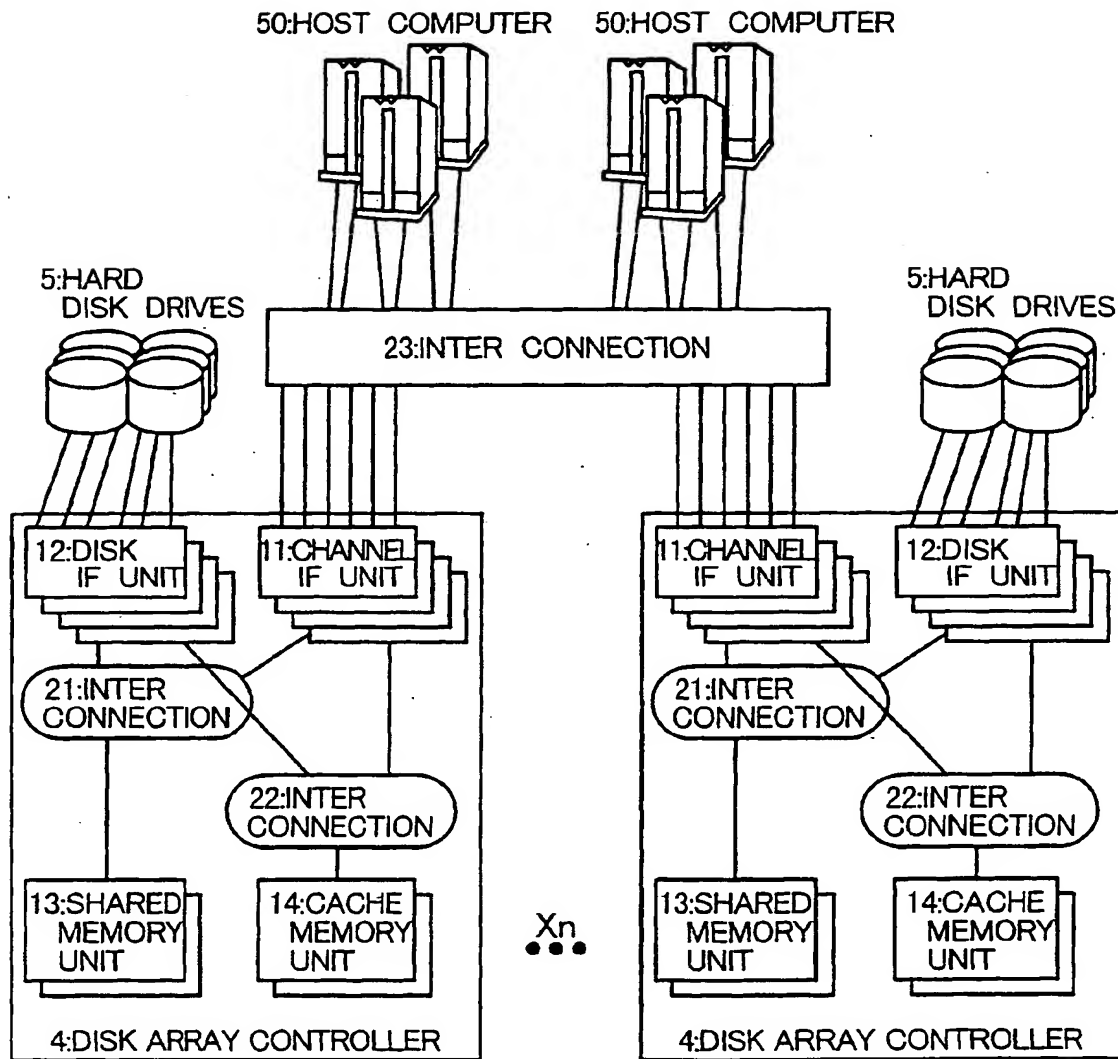 50:HOST COMPUTER
50:HOST COMPUTER
5:HARD
DISK DRIVES
5:HARD
DISK DRIVES
23:INTER CONNECTION
12:DISK
IF UNIT
11:CHANNEL
IF UNIT
11:CHANNEL
IF UNIT
12:DISK
IF UNIT
21:INTER
CONNECTION
21:INTER
CONNECTION
22:INTER
CONNECTION
22:INTER
CONNECTION
13:SHARED
MEMORY
UNIT
14:CACHE
MEMORY
UNIT
Xn
13:SHARED
MEMORY
UNIT
14:CACHE
MEMORY
UNIT
4:DISK ARRAY CONTROLLER
4:DISK ARRAY CONTROLLER